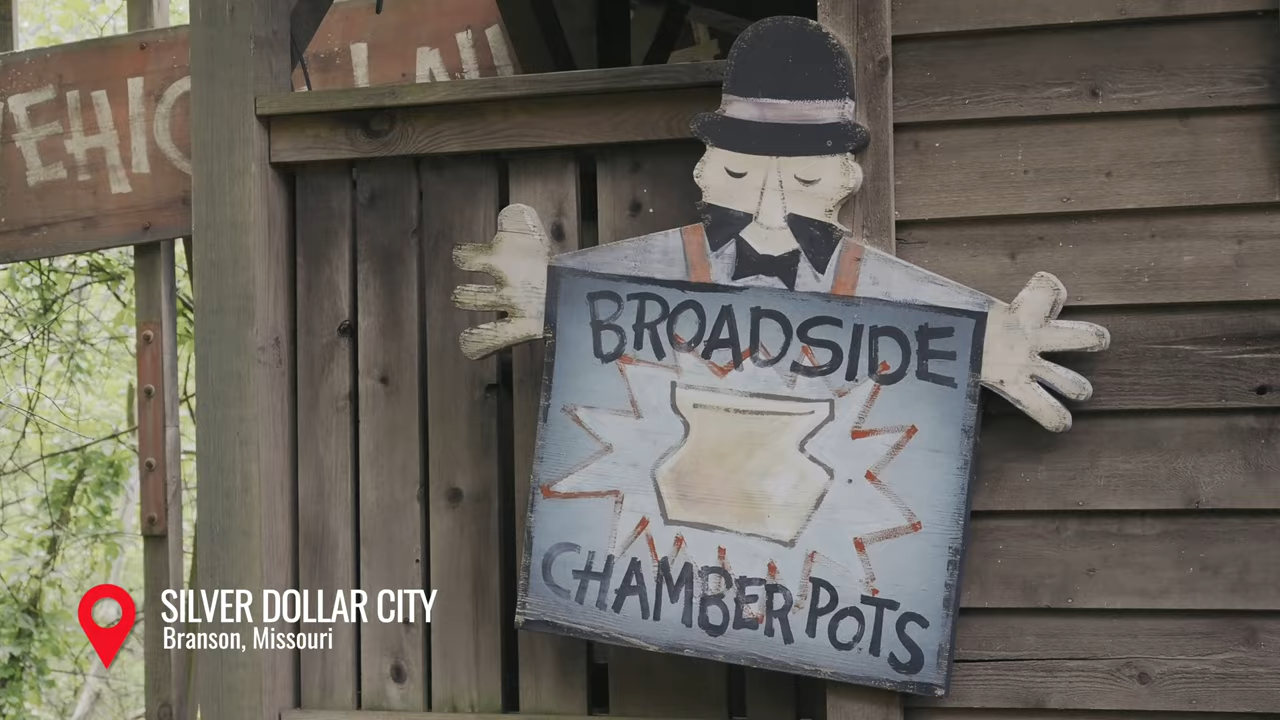 BROADSIDE
CHAMBER POTS
SILVER DOLLAR CITY
Branson, Missouri